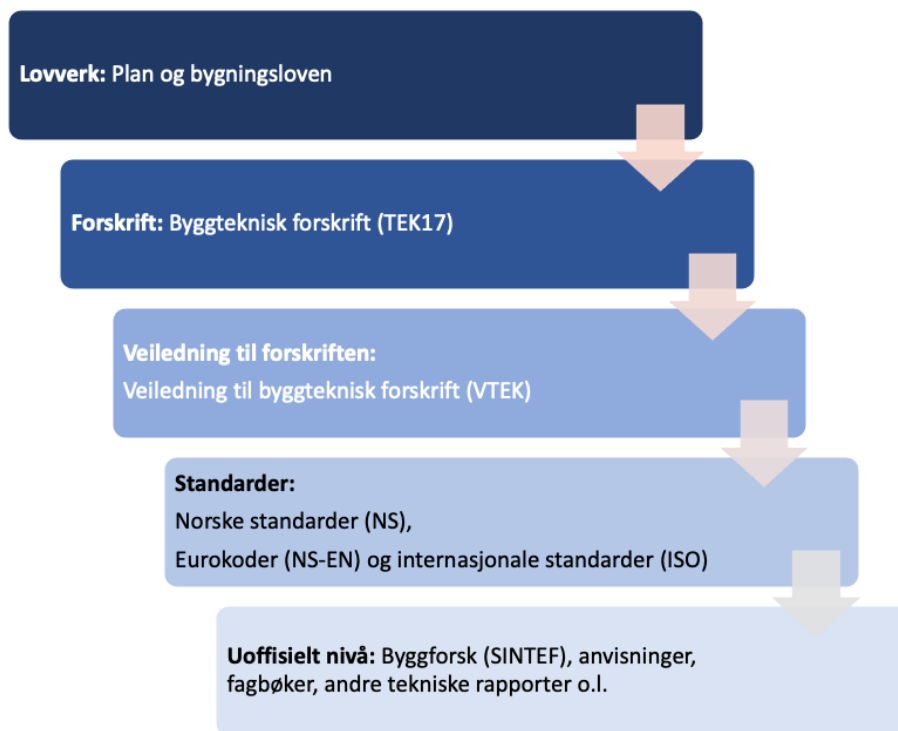 Lovverk: Plan og bygningsloven
Forskrift: Byggteknisk forskrift (TEK17)
Veiledning til forskriften:
Veiledning til byggteknisk forskrift (VTEK)
Standarder:
Norske standarder (NS),
Eurokoder (NS-EN) og internasjonale standarder (ISO)
Uoffisielt nivå: Byggforsk (SINTEF), anvisninger,
fagbøker, andre tekniske rapporter o.l.